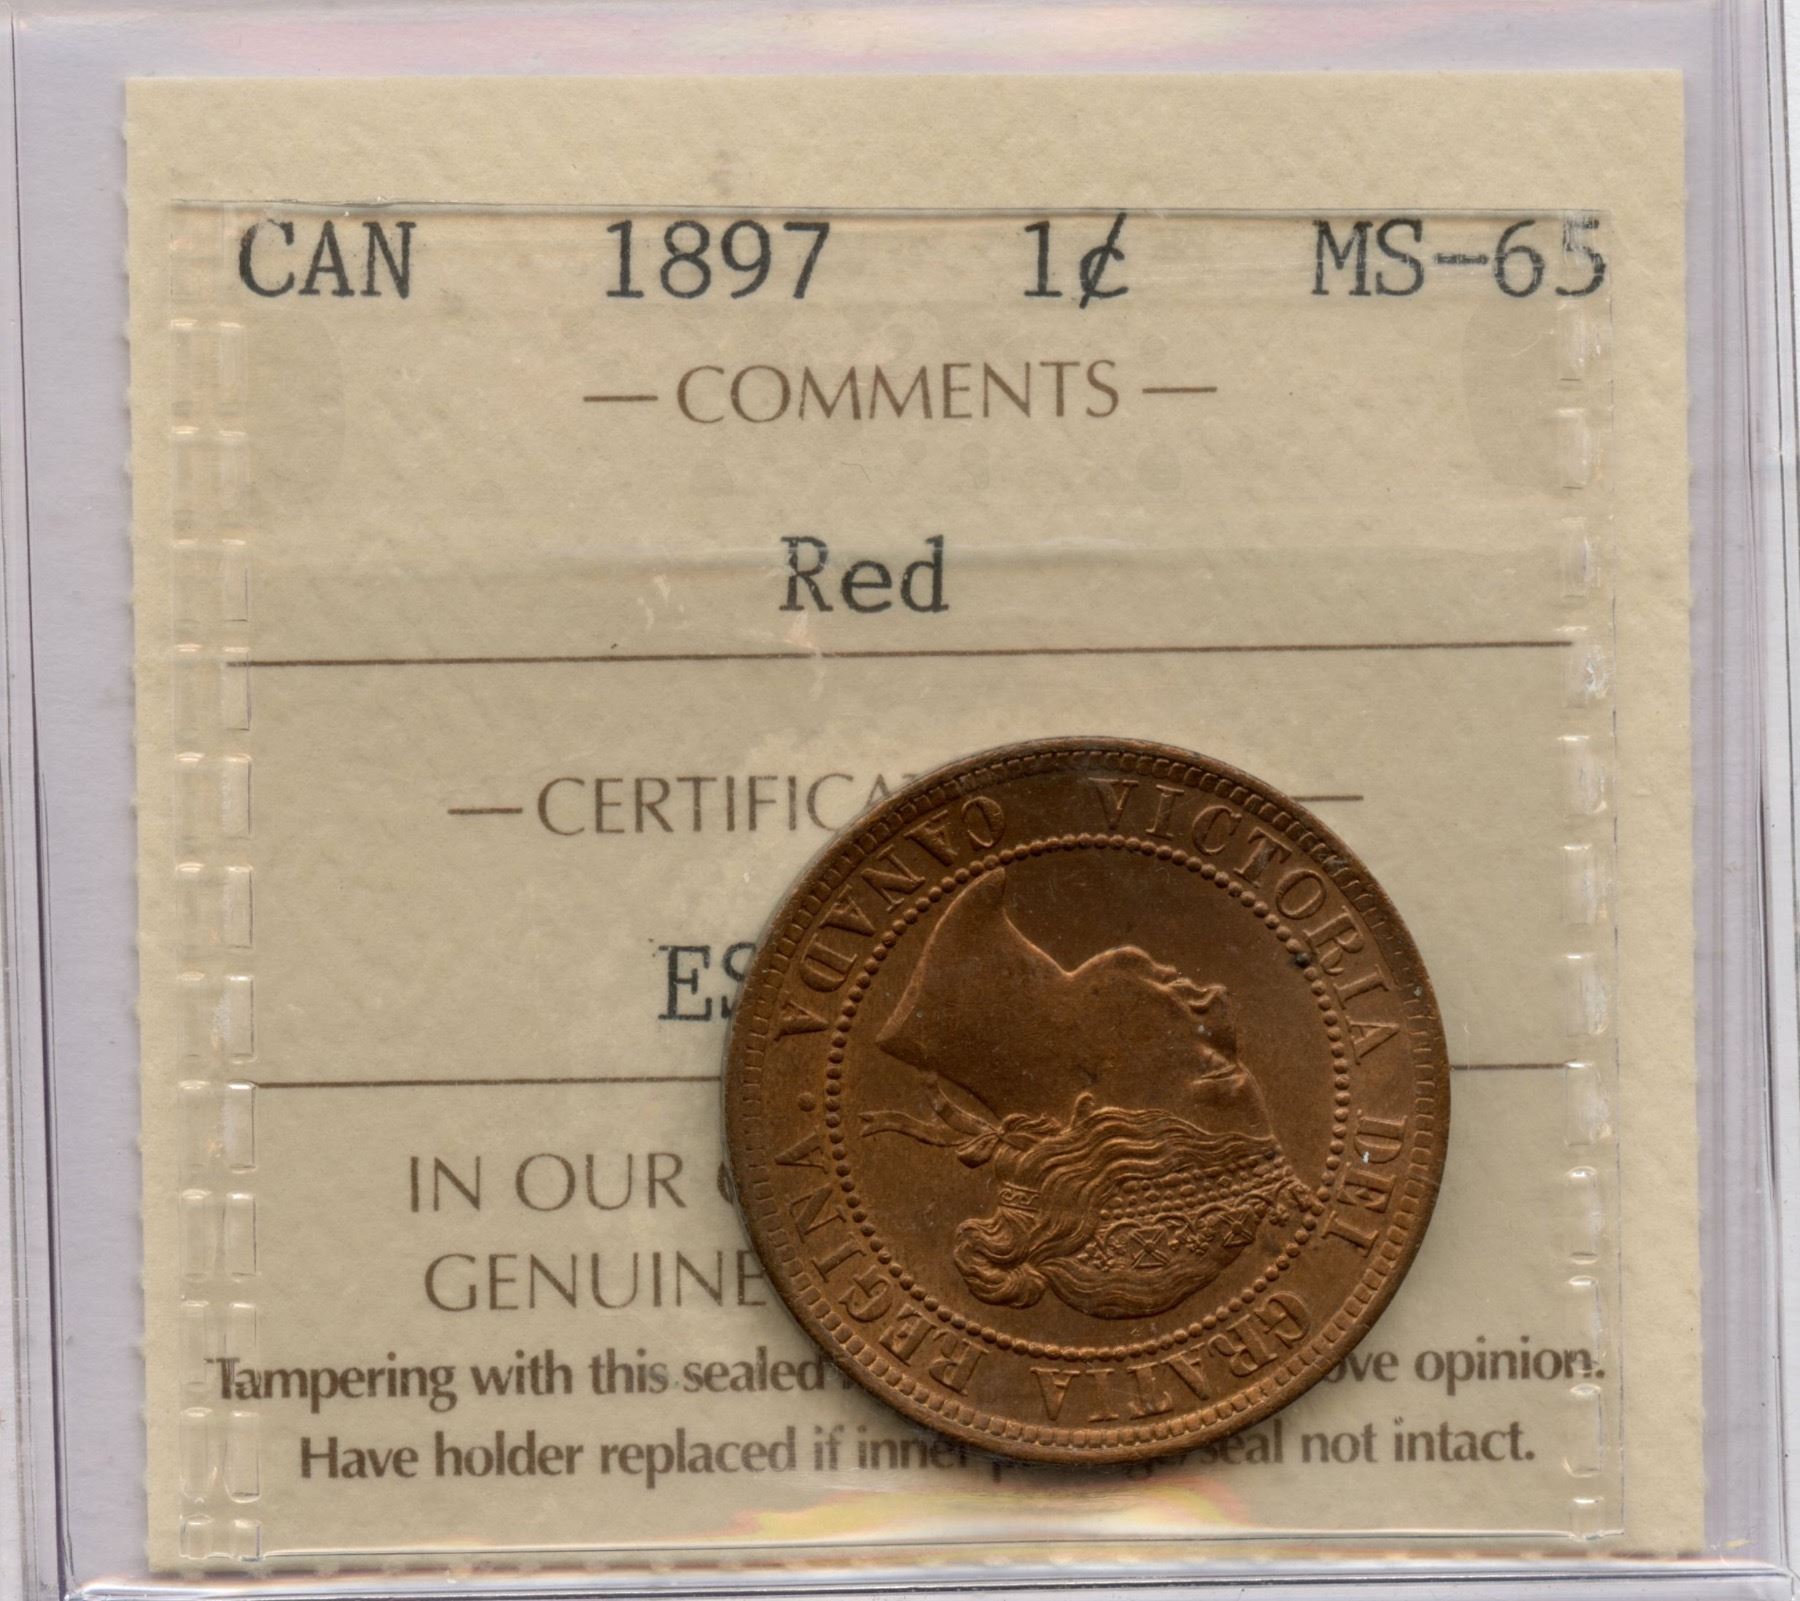 CAN 1897 1¢ MS-65
— COMMENTS —
Red
— CERTIFICA —
ES
IN OUR
GENUINE
Tampering with this sealed opinion.
Have holder replaced if inner seal not intact.
VICTORIA DEI GRATIA REGINA. CANADA